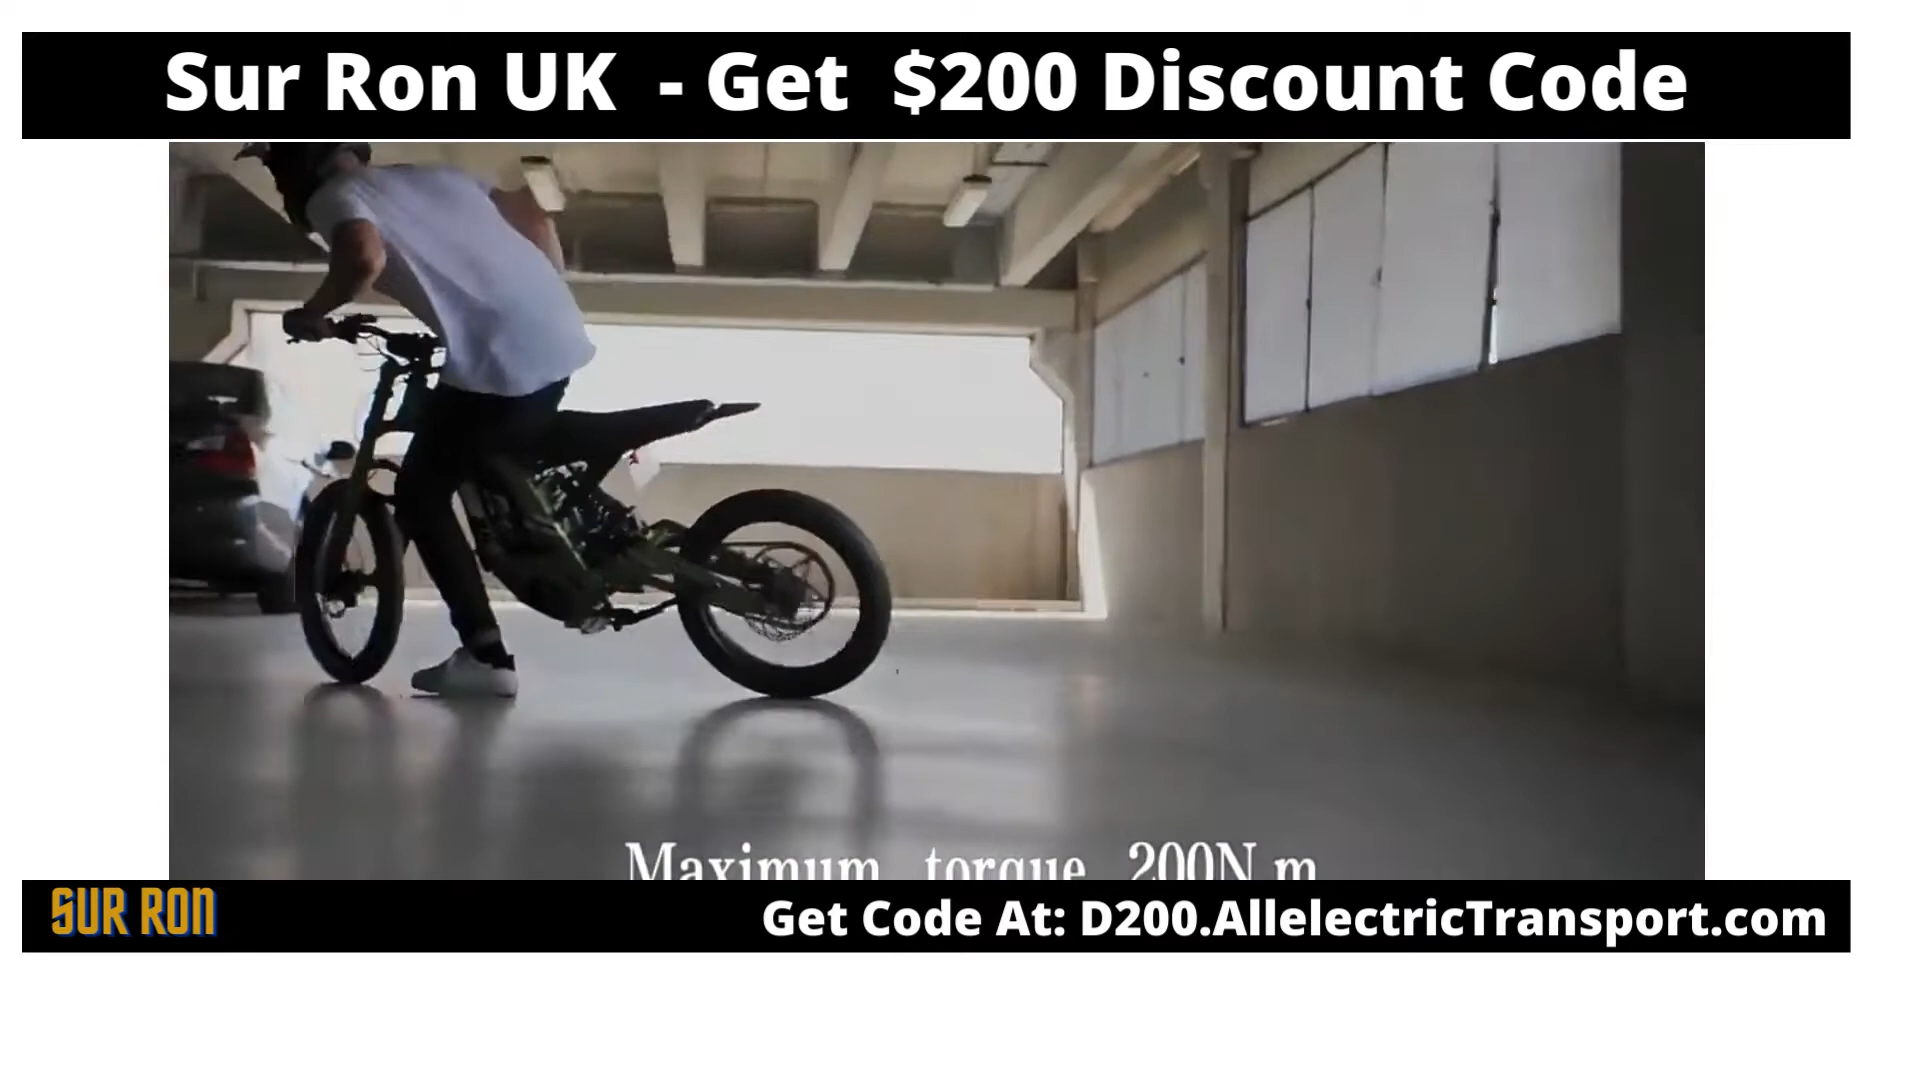 Sur Ron UK - Get $200 Discount Code
Maximum torque 200N.m
SUR RON
Get Code At: D200.AllelectricTransport.com